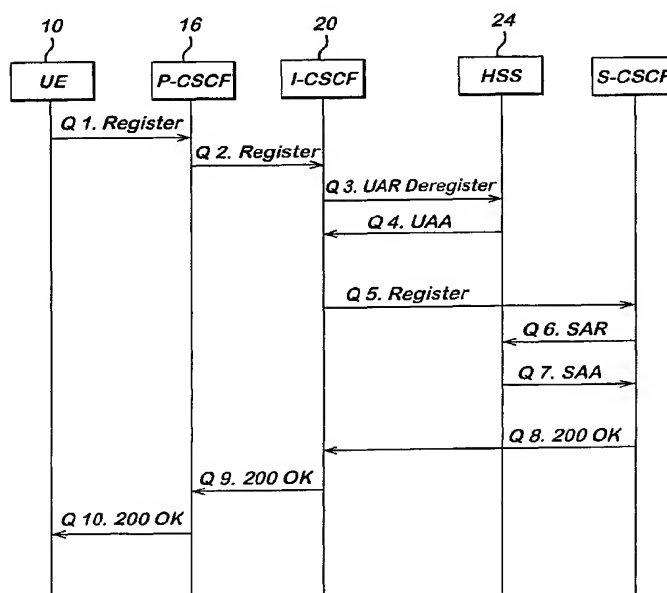 10 16 20 24
UE P-CSCF I-CSCF HSS S-CSCF
Q 1. Register
Q 2. Register
Q 3. UAR Deregister
Q 4. UAA
Q 5. Register
Q 6. SAR
Q 7. SAA
Q 8. 200 OK
Q 9. 200 OK
Q 10. 200 OK